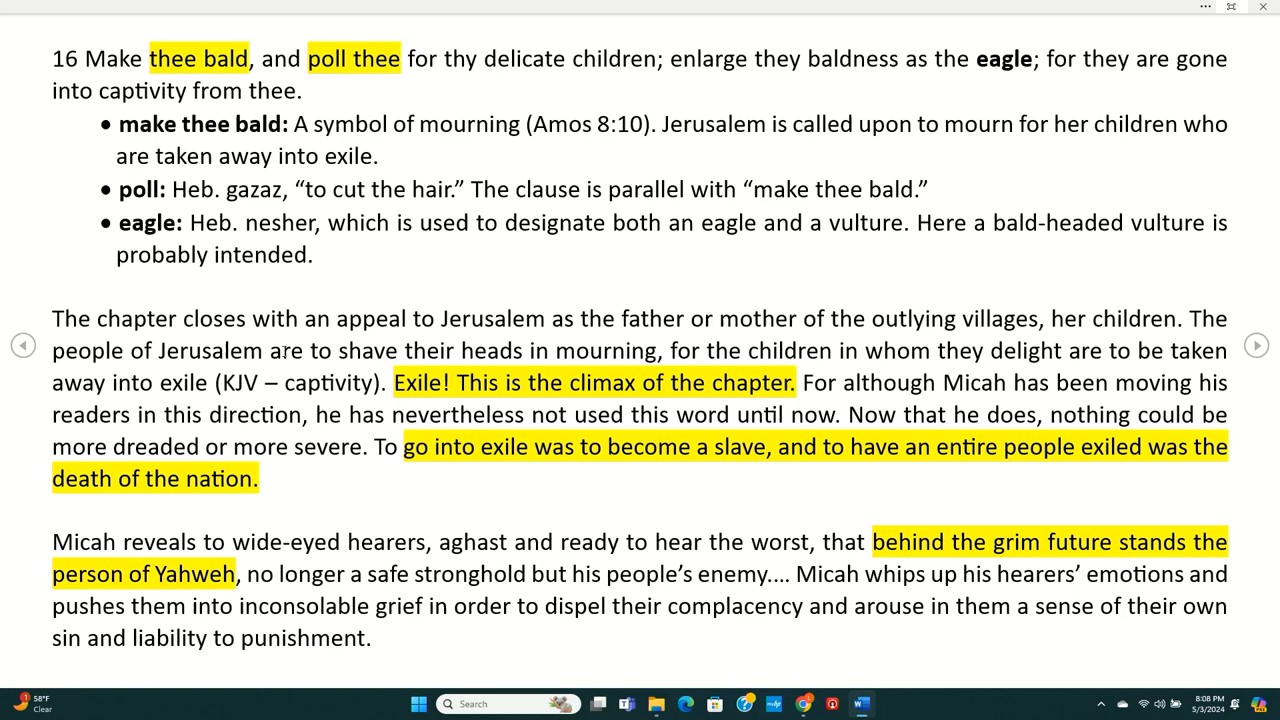 16 Make thee bald, and poll thee for thy delicate children; enlarge they baldness as the eagle; for they are gone
into captivity from thee.
• make thee bald: A symbol of mourning (Amos 8:10). Jerusalem is called upon to mourn for her children who
are taken away into exile.
• poll: Heb. gazaz, “to cut the hair.” The clause is parallel with “make thee bald.”
• eagle: Heb. nesher, which is used to designate both an eagle and a vulture. Here a bald-headed vulture is
probably intended.
The chapter closes with an appeal to Jerusalem as the father or mother of the outlying villages, her children. The
people of Jerusalem are to shave their heads in mourning, for the children in whom they delight are to be taken
away into exile (KJV – captivity). Exile! This is the climax of the chapter. For although Micah has been moving his
readers in this direction, he has nevertheless not used this word until now. Now that he does, nothing could be
more dreaded or more severe. To go into exile was to become a slave, and to have an entire people exiled was the
death of the nation.
Micah reveals to wide-eyed hearers, aghast and ready to hear the worst, that behind the grim future stands the
person of Yahweh, no longer a safe stronghold but his people’s enemy.... Micah whips up his hearers’ emotions and
pushes them into inconsolable grief in order to dispel their complacency and arouse in them a sense of their own
sin and liability to punishment.
1
58°F
Clear
Search
8:08 PM
5/3/2024